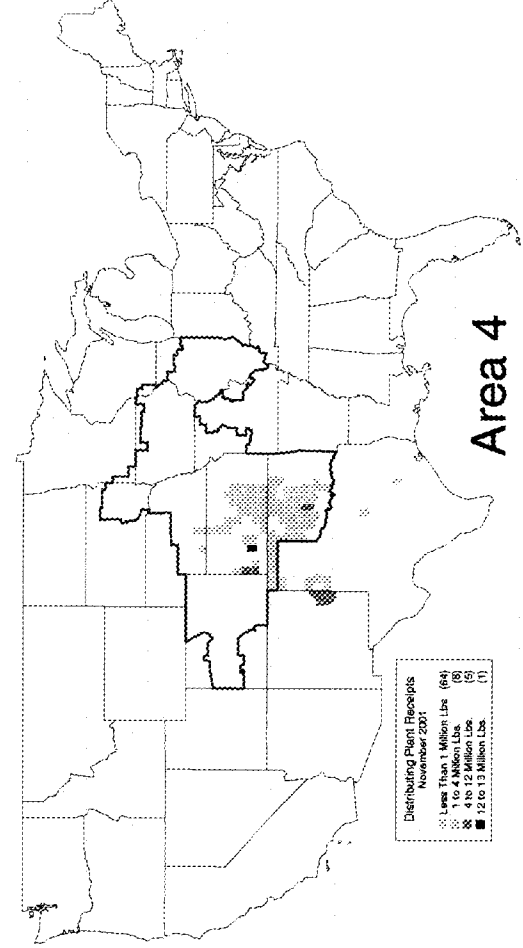 Distributing Plant Receipts
November 2001
Less Than 1 Million Lbs. (64)
1 to 4 Million Lbs. (8)
4 to 12 Million Lbs. (5)
12 to 13 Million Lbs. (1)
Area 4